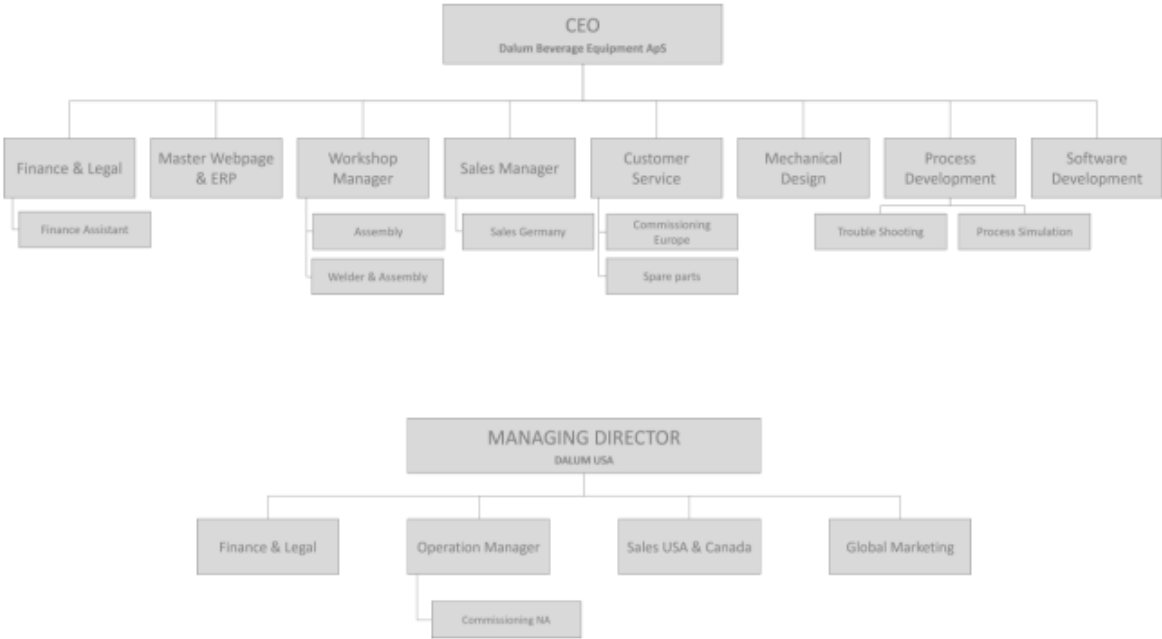 CEO
Dalum Beverage Equipment ApS
Finance & Legal
Master Webpage
& ERP
Workshop
Manager
Sales Manager
Customer
Service
Mechanical
Design
Process
Development
Software
Development
Finance Assistant
Assembly
Welder & Assembly
Sales Germany
Commissioning
Europe
Spare parts
Trouble Shooting
Process Simulation
MANAGING DIRECTOR
DALUM USA
Finance & Legal
Operation Manager
Sales USA & Canada
Global Marketing
Commissioning NA